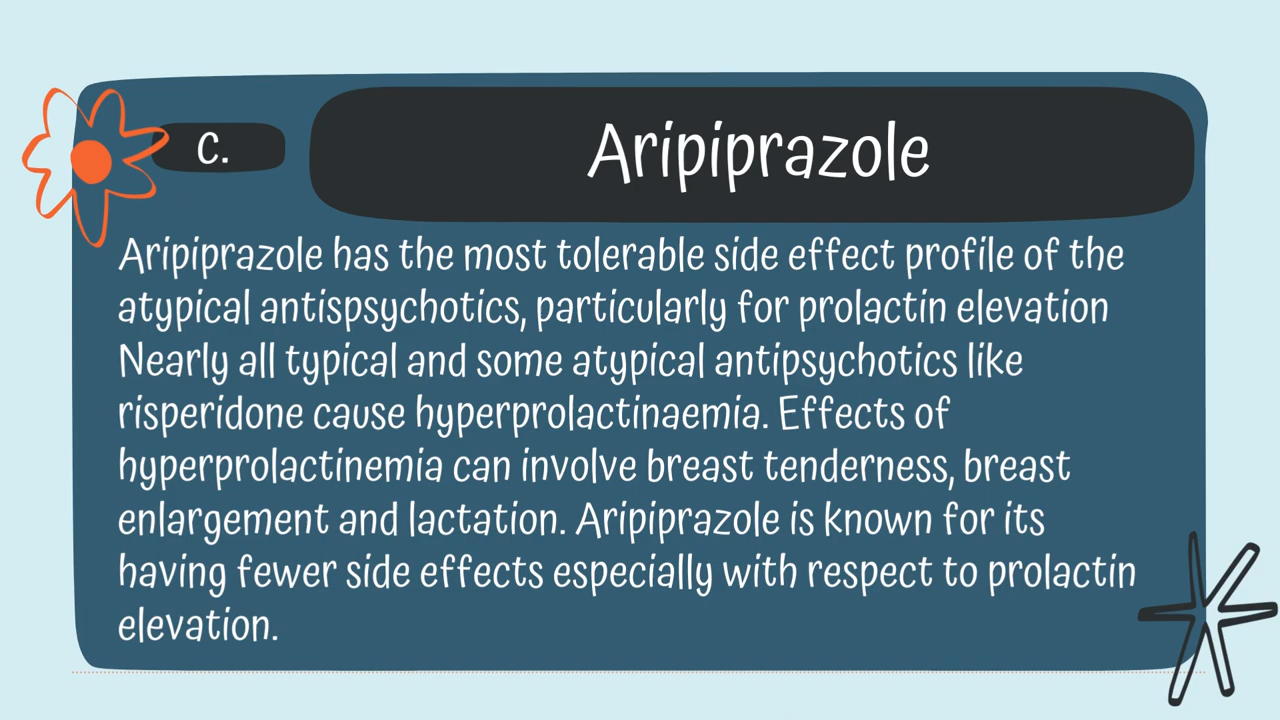 C.
Aripiprazole
Aripiprazole has the most tolerable side effect profile of the
atypical antispsychotics, particularly for prolactin elevation
Nearly all typical and some atypical antipsychotics like
risperidone cause hyperprolactinaemia. Effects of
hyperprolactinemia can involve breast tenderness, breast
enlargement and lactation. Aripiprazole is known for its
having fewer side effects especially with respect to prolactin
elevation.